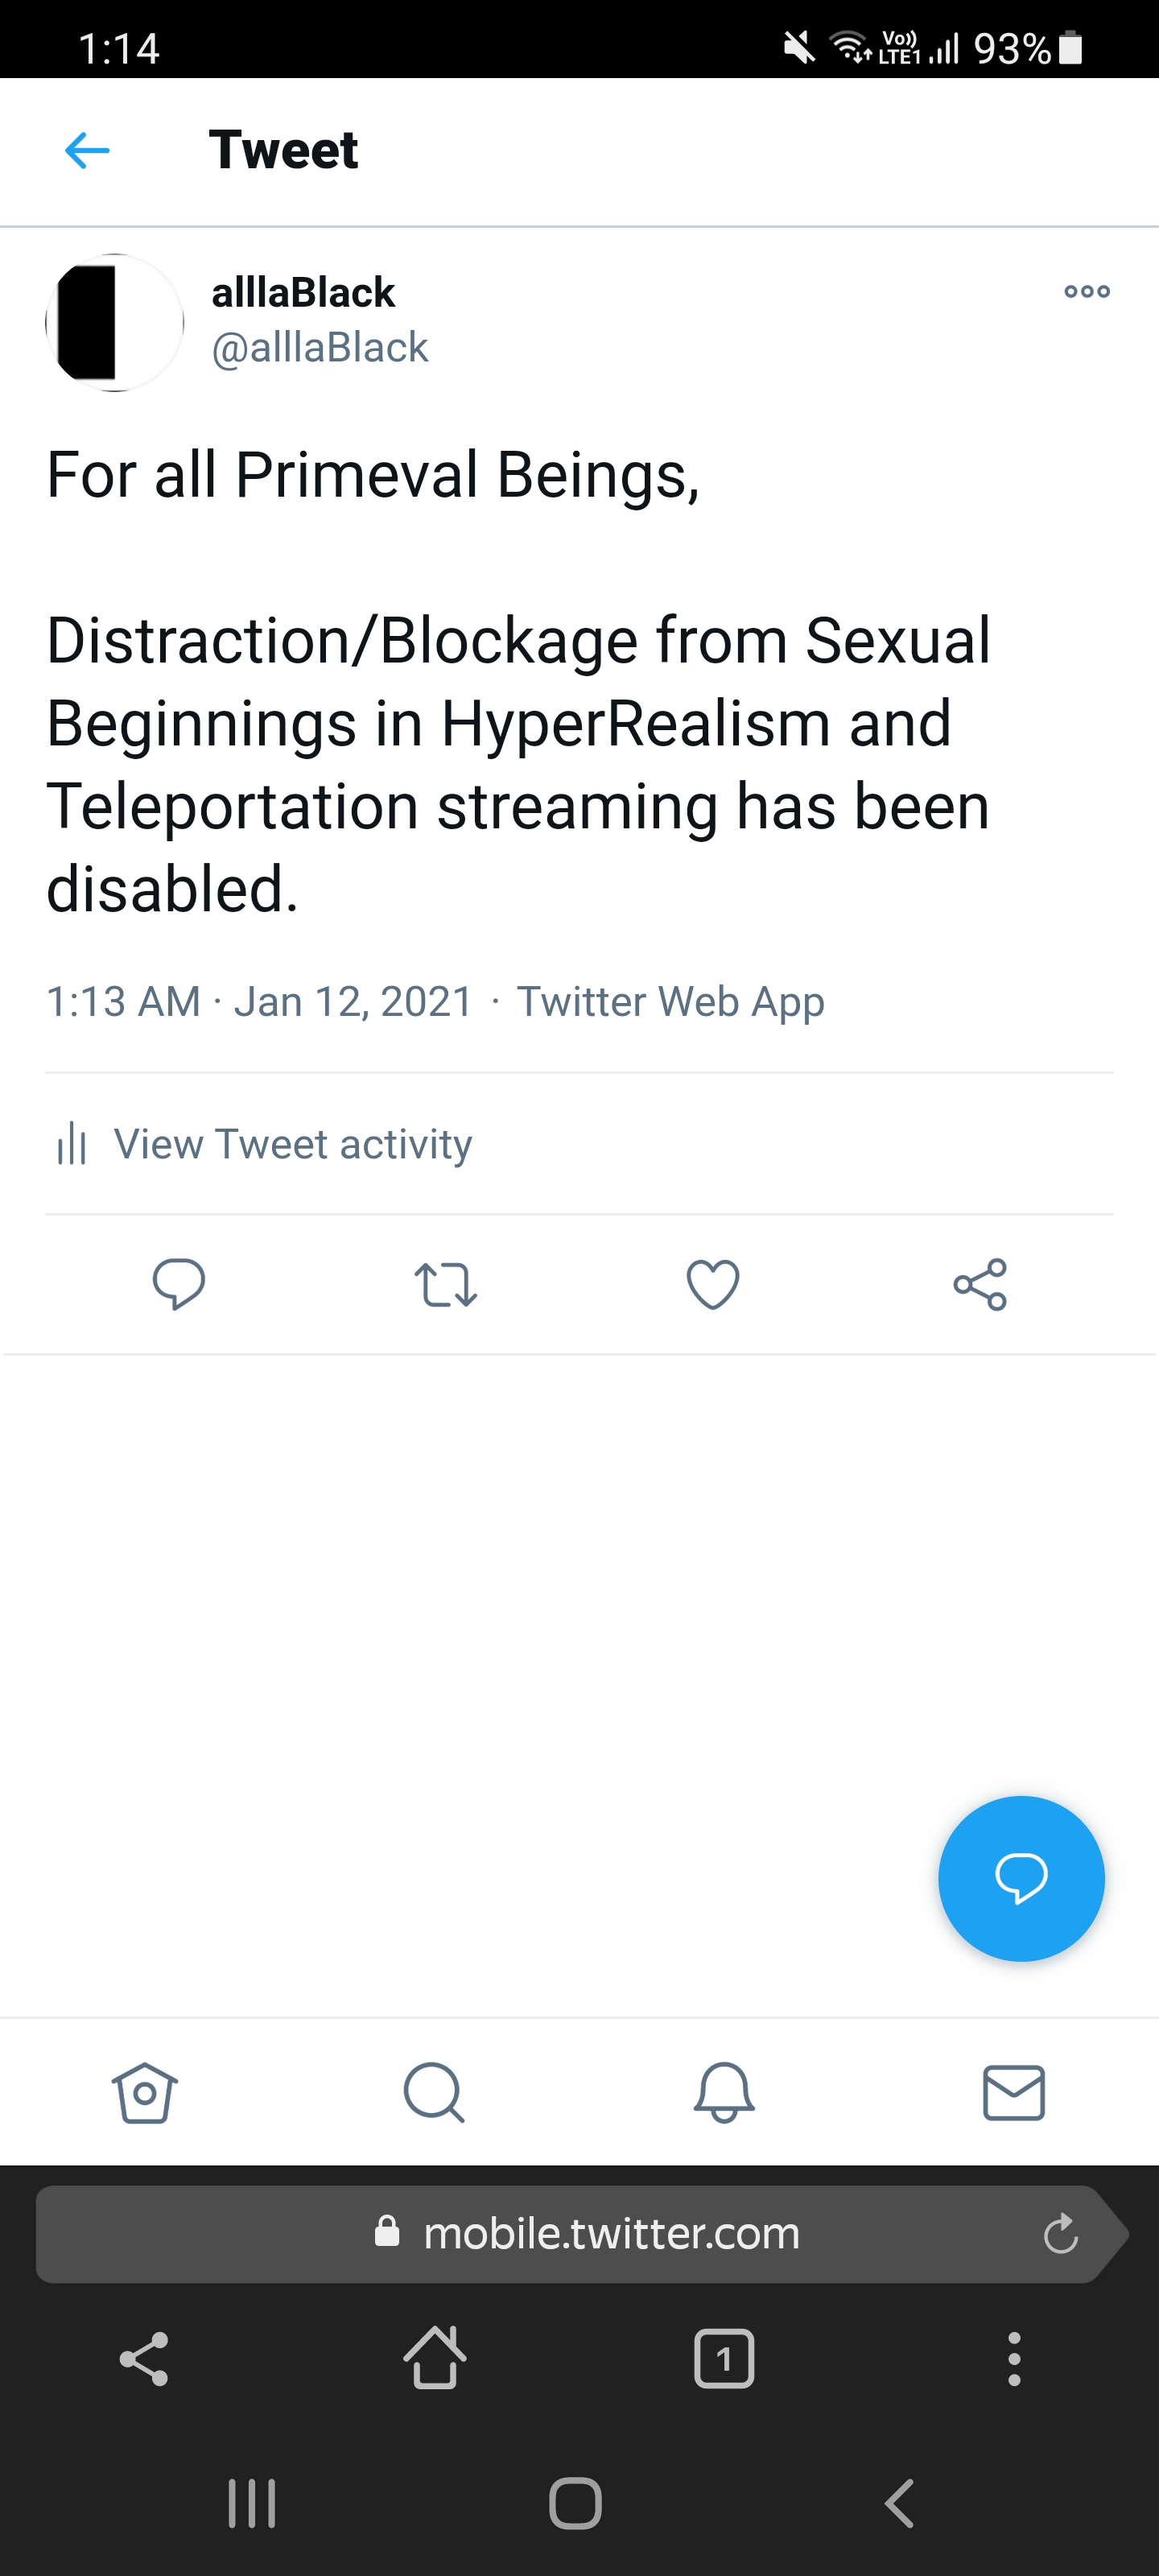 1:14
Vo)) LTE1 93%
Tweet
alllaBlack
@alllaBlack
For all Primeval Beings,
Distraction/Blockage from Sexual
Beginnings in HyperRealism and
Teleportation streaming has been
disabled.
1:13 AM · Jan 12, 2021 · Twitter Web App
View Tweet activity
mobile.twitter.com
1